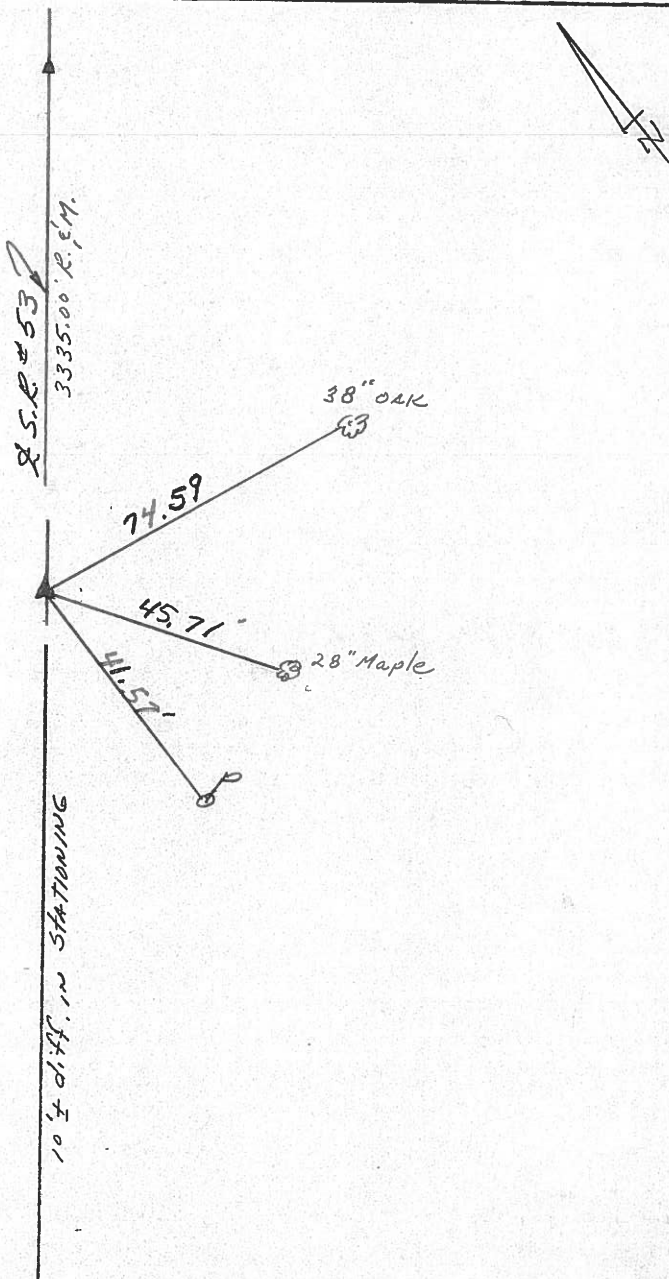 N
℄ S.R. # 53
3335.00' R. & M.
38" OAK
74.59
45.71'
28" Maple
41.57'
10'± diff. IN STATIONING